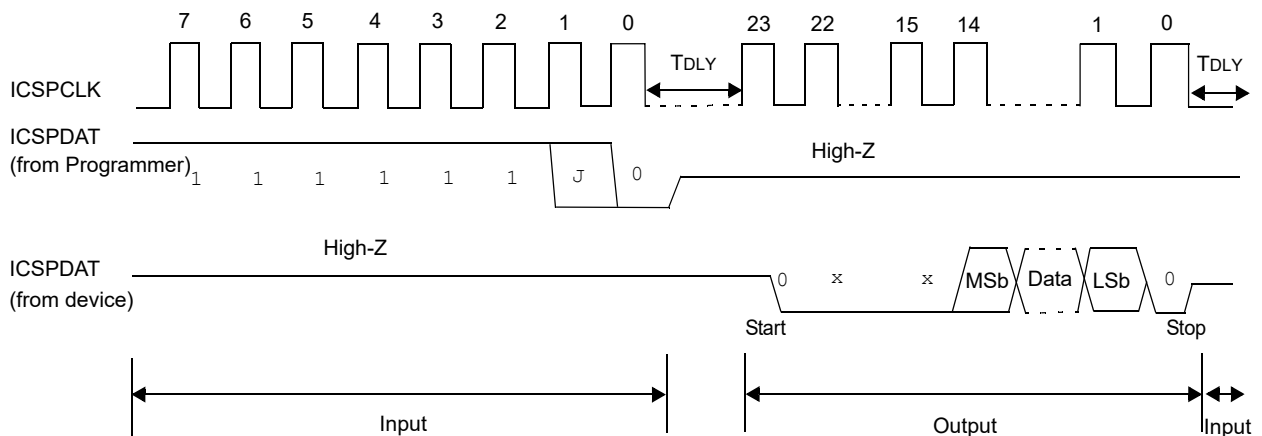 7 6 5 4 3 2 1 0 23 22 15 14 1 0
TDLY TDLY
ICSPCLK
ICSPDAT
(from Programmer)
1 1 1 1 1 1 J 0
High-Z
High-Z
ICSPDAT
(from device)
0 x x MSb Data LSb 0
Start Stop
Input Output Input